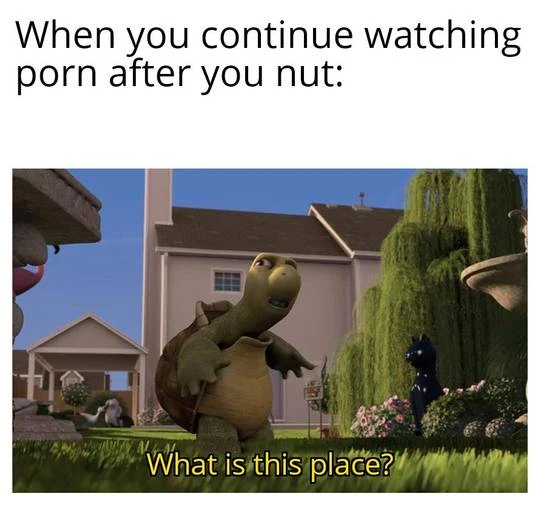 When you continue watching
porn after you nut:
What is this place?